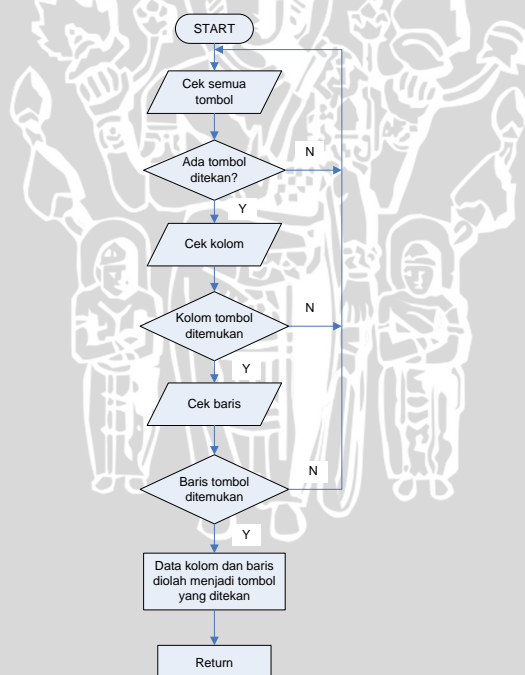 START
Cek semua
tombol
Ada tombol
ditekan?
N
Y
Cek kolom
Kolom tombol
ditemukan
N
Y
Cek baris
Baris tombol
ditemukan
N
Y
Data kolom dan baris
diolah menjadi tombol
yang ditekan
Return